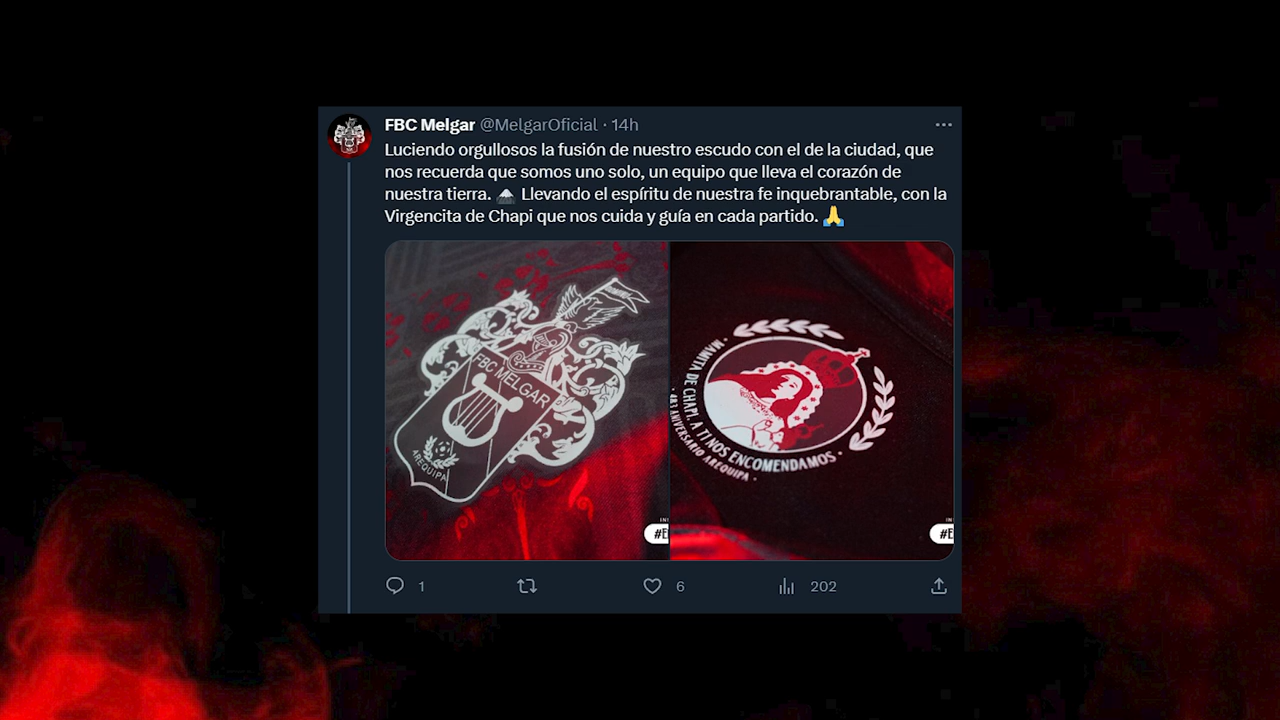 FBC Melgar @MelgarOficial · 14h
Luciendo orgullosos la fusión de nuestro escudo con el de la ciudad, que
nos recuerda que somos uno solo, un equipo que lleva el corazón de
nuestra tierra. 🗻 Llevando el espíritu de nuestra fe inquebrantable, con la
Virgencita de Chapi que nos cuida y guía en cada partido. 🙏
FBC MELGAR
AREQUIPA
MAMITA DE CHAPI, A TI NOS ENCOMENDAMOS
ANIVERSARIO AREQUIPA
#E
#E
1
6
202